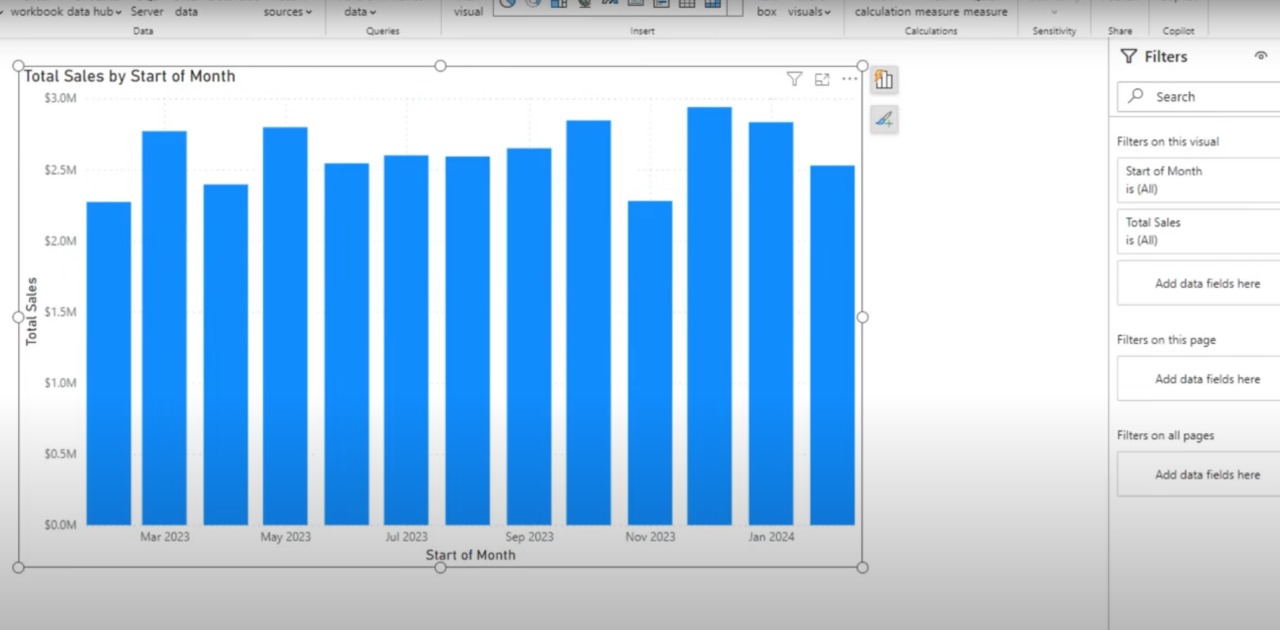 workbook data hub Server data sources data visual box visuals calculation measure measure
Data Queries Insert Calculations Sensitivity Share Copilot
Total Sales by Start of Month
$3.0M
$2.5M
$2.0M
$1.5M
$1.0M
$0.5M
$0.0M
Total Sales
Mar 2023 May 2023 Jul 2023 Sep 2023 Nov 2023 Jan 2024
Start of Month
Filters
Search
Filters on this visual
Start of Month
is (All)
Total Sales
is (All)
Add data fields here
Filters on this page
Add data fields here
Filters on all pages
Add data fields here